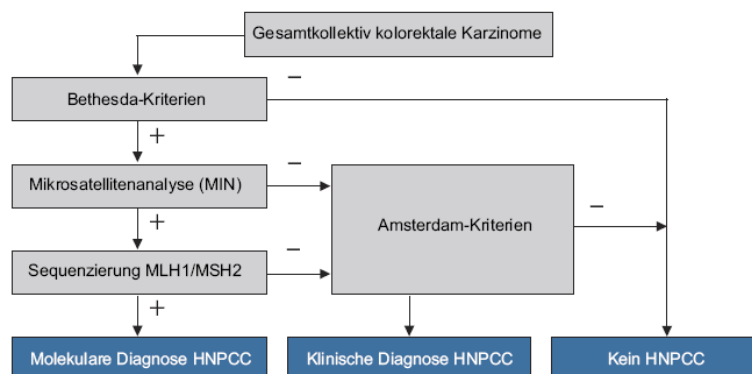 Gesamtkollektiv kolorektale Karzinome
−
Bethesda-Kriterien
+
Mikrosatellitenanalyse (MIN)
−
+
Amsterdam-Kriterien
−
Sequenzierung MLH1/MSH2
−
+
Molekulare Diagnose HNPCC
Klinische Diagnose HNPCC
Kein HNPCC